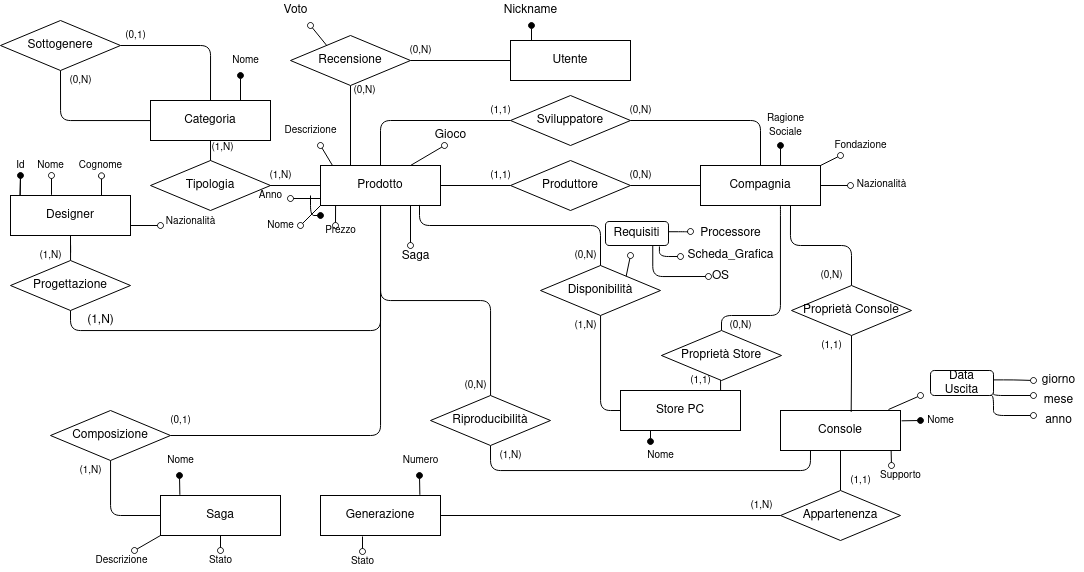 Voto
Nickname
Sottogenere
(0,1)
(0,N)
Nome
Recensione
(0,N)
(0,N)
Utente
Categoria
(1,N)
Descrizione
Gioco
(1,1)
Sviluppatore
(0,N)
Ragione
Sociale
Fondazione
Id
Nome
Cognome
Tipologia
(1,N)
Prodotto
(1,1)
Produttore
(0,N)
Compagnia
Nazionalità
Anno
Designer
Nazionalità
Nome
Prezzo
Saga
Requisiti
Processore
Scheda_Grafica
OS
(1,N)
Progettazione
(1,N)
(0,N)
Disponibilità
(1,N)
(0,N)
Proprietà Console
(1,1)
(0,N)
Proprietà Store
(1,1)
Data
Uscita
giorno
mese
anno
(0,N)
Riproducibilità
(1,N)
Store PC
Nome
Console
Nome
Supporto
Composizione
(0,1)
(1,N)
Nome
Saga
Descrizione
Stato
Numero
Generazione
Stato
(1,N)
Appartenenza
(1,1)